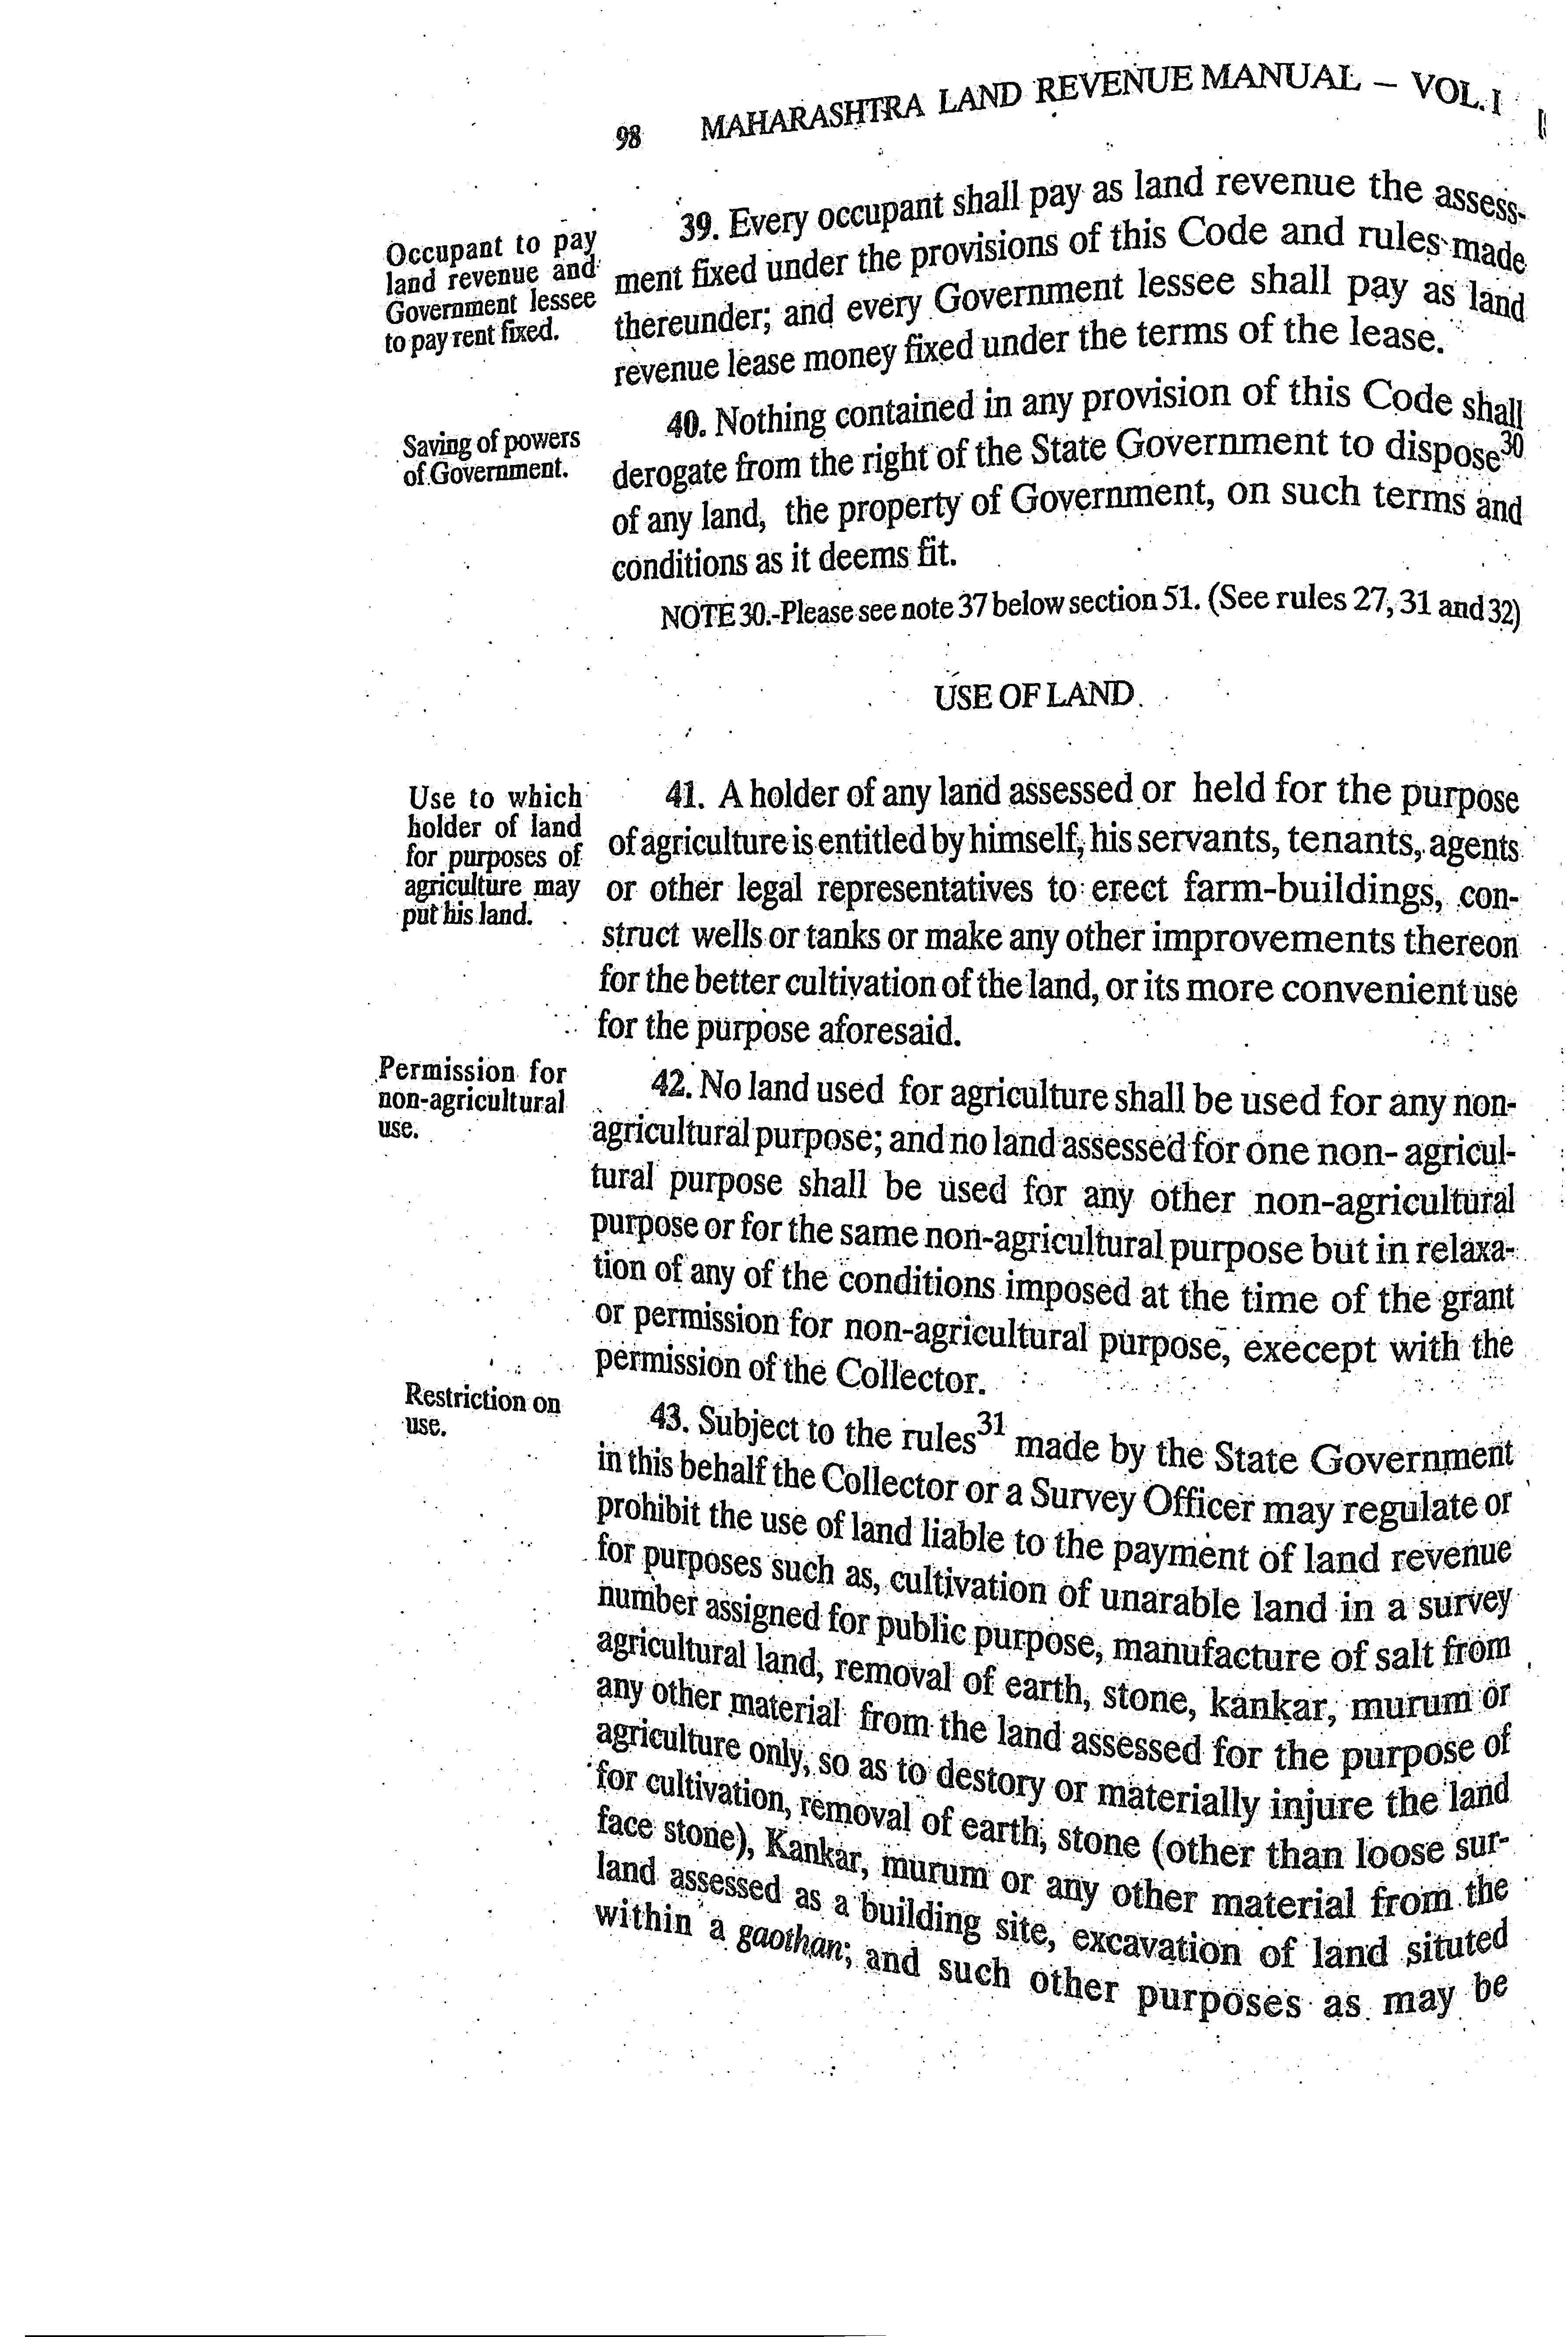 98 MAHARASHTRA LAND REVENUE MANUAL – VOL. I
Occupant to pay
land revenue and
Government lessee
to pay rent fixed.
39. Every occupant shall pay as land revenue the assess-
ment fixed under the provisions of this Code and rules made
thereunder; and every Government lessee shall pay as land
revenue lease money fixed under the terms of the lease.
Saving of powers
of Government.
40. Nothing contained in any provision of this Code shall
derogate from the right of the State Government to dispose30
of any land, the property of Government, on such terms and
conditions as it deems fit.
NOTE 30.-Please see note 37 below section 51. (See rules 27, 31 and 32)
USE OF LAND
Use to which
holder of land
for purposes of
agriculture may
put his land.
41. A holder of any land assessed or held for the purpose
of agriculture is entitled by himself, his servants, tenants, agents
or other legal representatives to erect farm-buildings, con-
struct wells or tanks or make any other improvements thereon
for the better cultivation of the land, or its more convenient use
for the purpose aforesaid.
Permission for
non-agricultural
use.
42. No land used for agriculture shall be used for any non-
agricultural purpose; and no land assessed for one non- agricul-
tural purpose shall be used for any other non-agricultural
purpose or for the same non-agricultural purpose but in relaxa-
tion of any of the conditions imposed at the time of the grant
or permission for non-agricultural purpose, execept with the
permission of the Collector.
Restriction on
use.
43. Subject to the rules31 made by the State Government
in this behalf the Collector or a Survey Officer may regulate or
prohibit the use of land liable to the payment of land revenue
for purposes such as, cultivation of unarable land in a survey
number assigned for public purpose, manufacture of salt from
agricultural land, removal of earth, stone, kankar, murum or
any other material from the land assessed for the purpose of
agriculture only, so as to destory or materially injure the land
for cultivation, removal of earth, stone (other than loose sur-
face stone), Kankar, murum or any other material from the
land assessed as a building site, excavation of land situted
within a gaothan; and such other purposes as may be